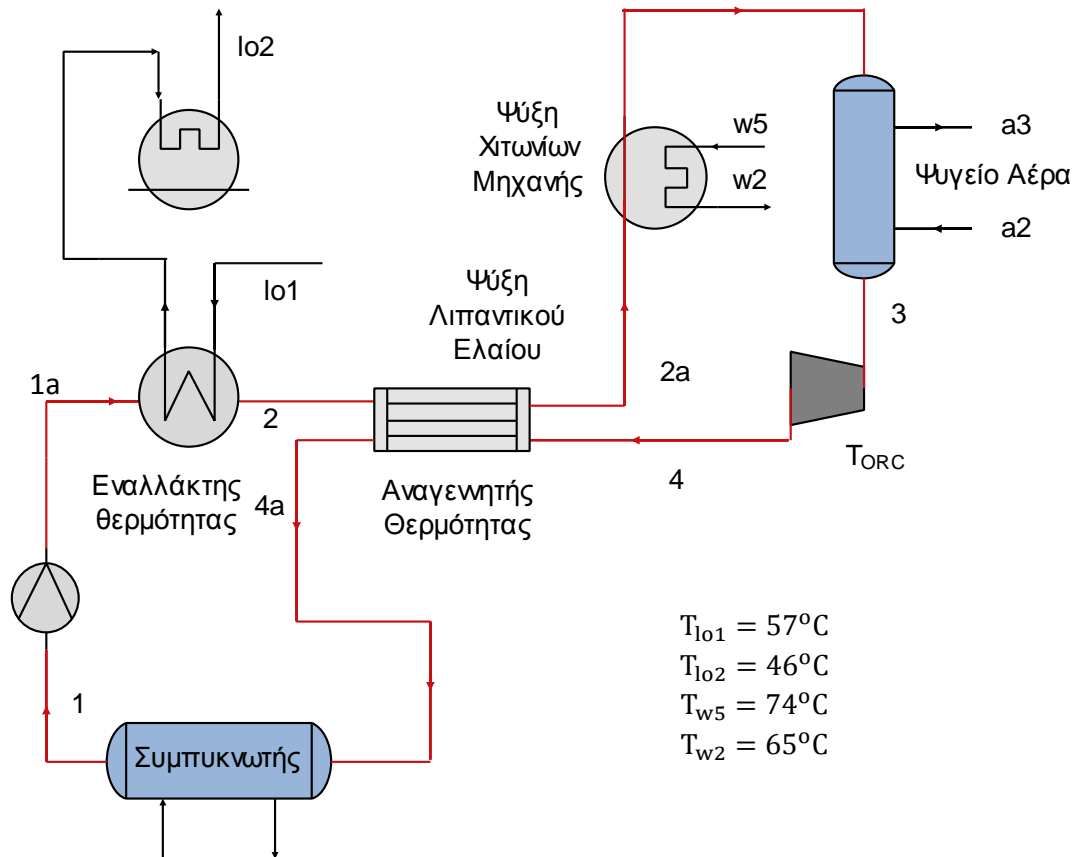 lo2
Ψύξη
Χιτωνίων
Μηχανής
w5
w2
a3
Ψυγείο Αέρα
a2
lo1
Ψύξη
Λιπαντικού
Ελαίου
3
1a
2
2a
T_ORC
4
Εναλλάκτης
θερμότητας
4a
Αναγεννητής
Θερμότητας
1
Συμπυκνωτής
T_lo1 = 57°C
T_lo2 = 46°C
T_w5 = 74°C
T_w2 = 65°C